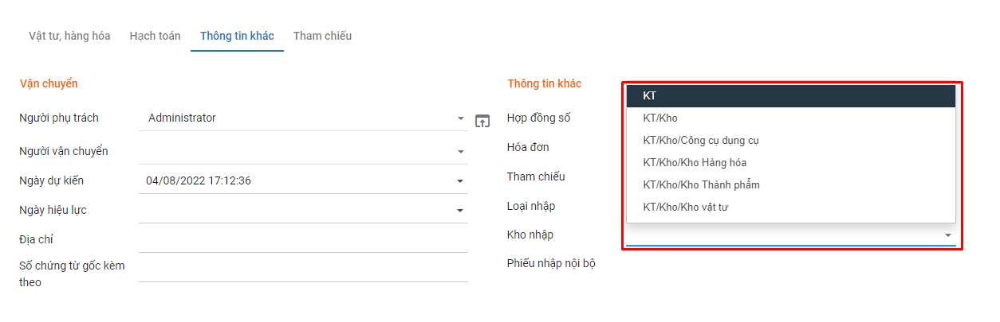 Vật tư, hàng hóa Hạch toán Thông tin khác Tham chiếu
Vận chuyển
Người phụ trách Administrator
Người vận chuyển
Ngày dự kiến 04/08/2022 17:12:36
Ngày hiệu lực
Địa chỉ
Số chứng từ gốc kèm
theo
Thông tin khác
Hợp đồng số
Hóa đơn
Tham chiếu
Loại nhập
Kho nhập
Phiếu nhập nội bộ
KT
KT/Kho
KT/Kho/Công cụ dụng cụ
KT/Kho/Kho Hàng hóa
KT/Kho/Kho Thành phẩm
KT/Kho/Kho vật tư